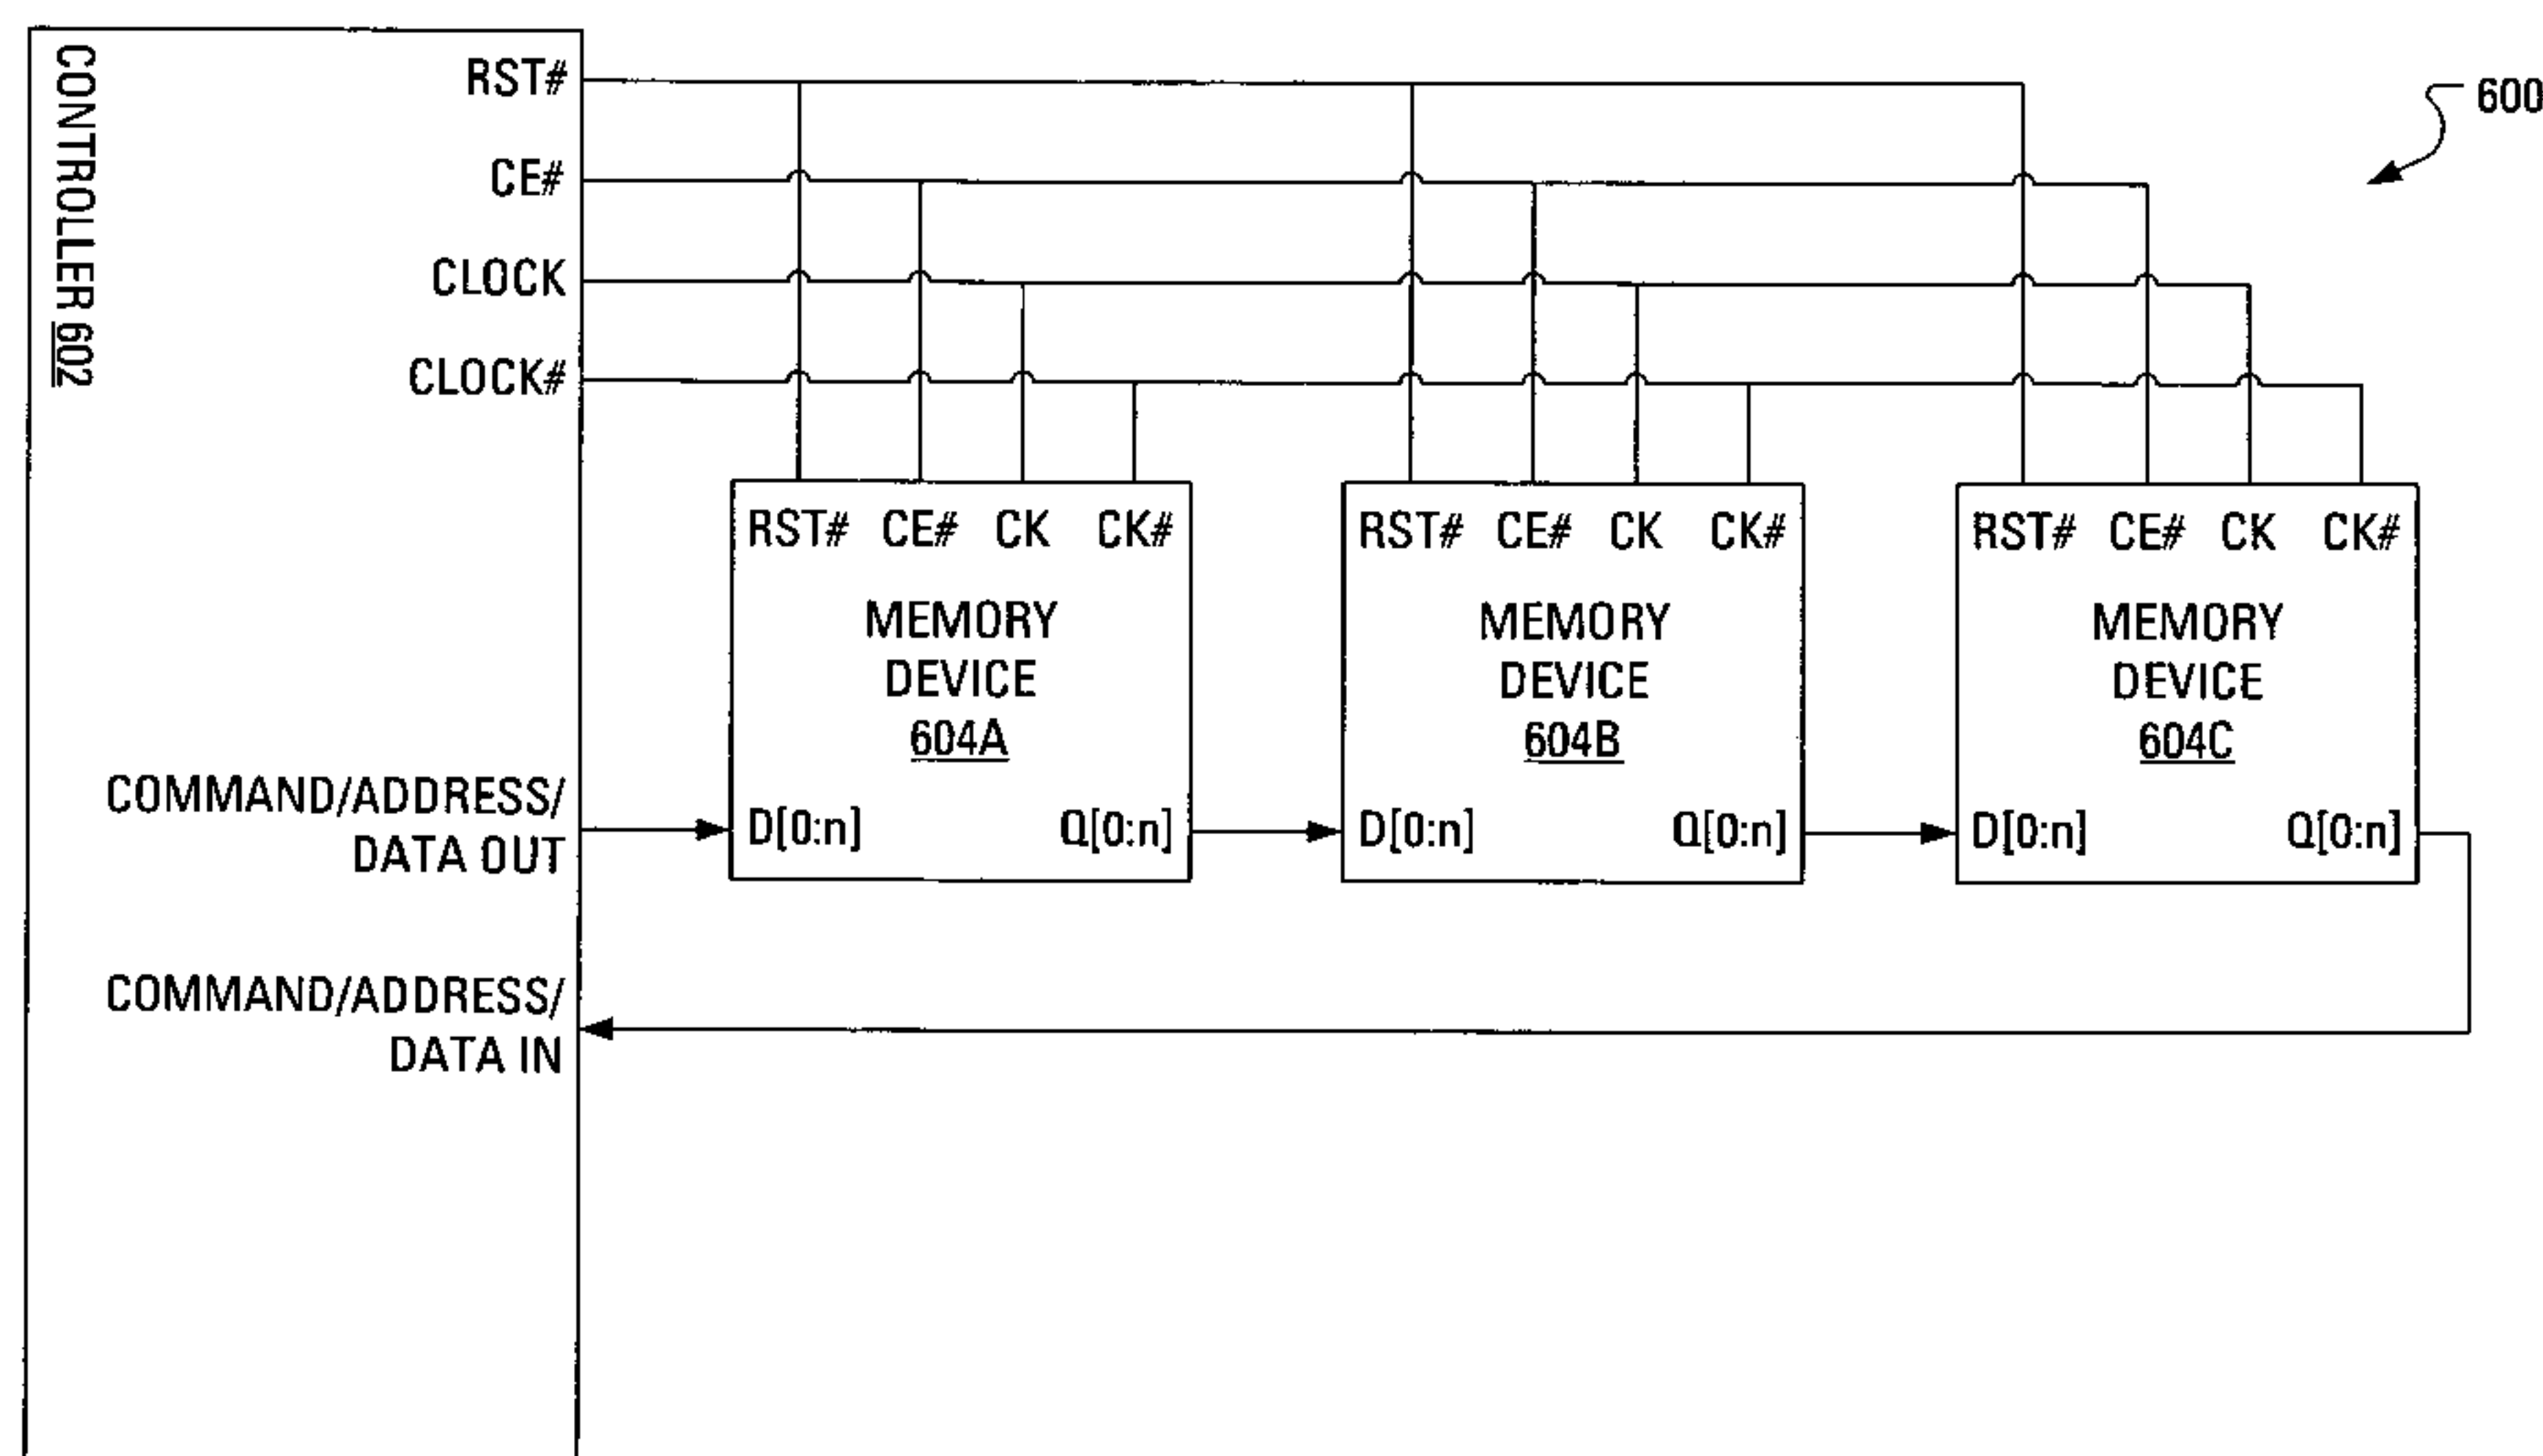 CONTROLLER 602
RST#
CE#
CLOCK
CLOCK#
COMMAND/ADDRESS/
DATA OUT
COMMAND/ADDRESS/
DATA IN
600
RST# CE# CK CK#
MEMORY
DEVICE
604A
D[0:n] Q[0:n]
RST# CE# CK CK#
MEMORY
DEVICE
604B
D[0:n] Q[0:n]
RST# CE# CK CK#
MEMORY
DEVICE
604C
D[0:n] Q[0:n]